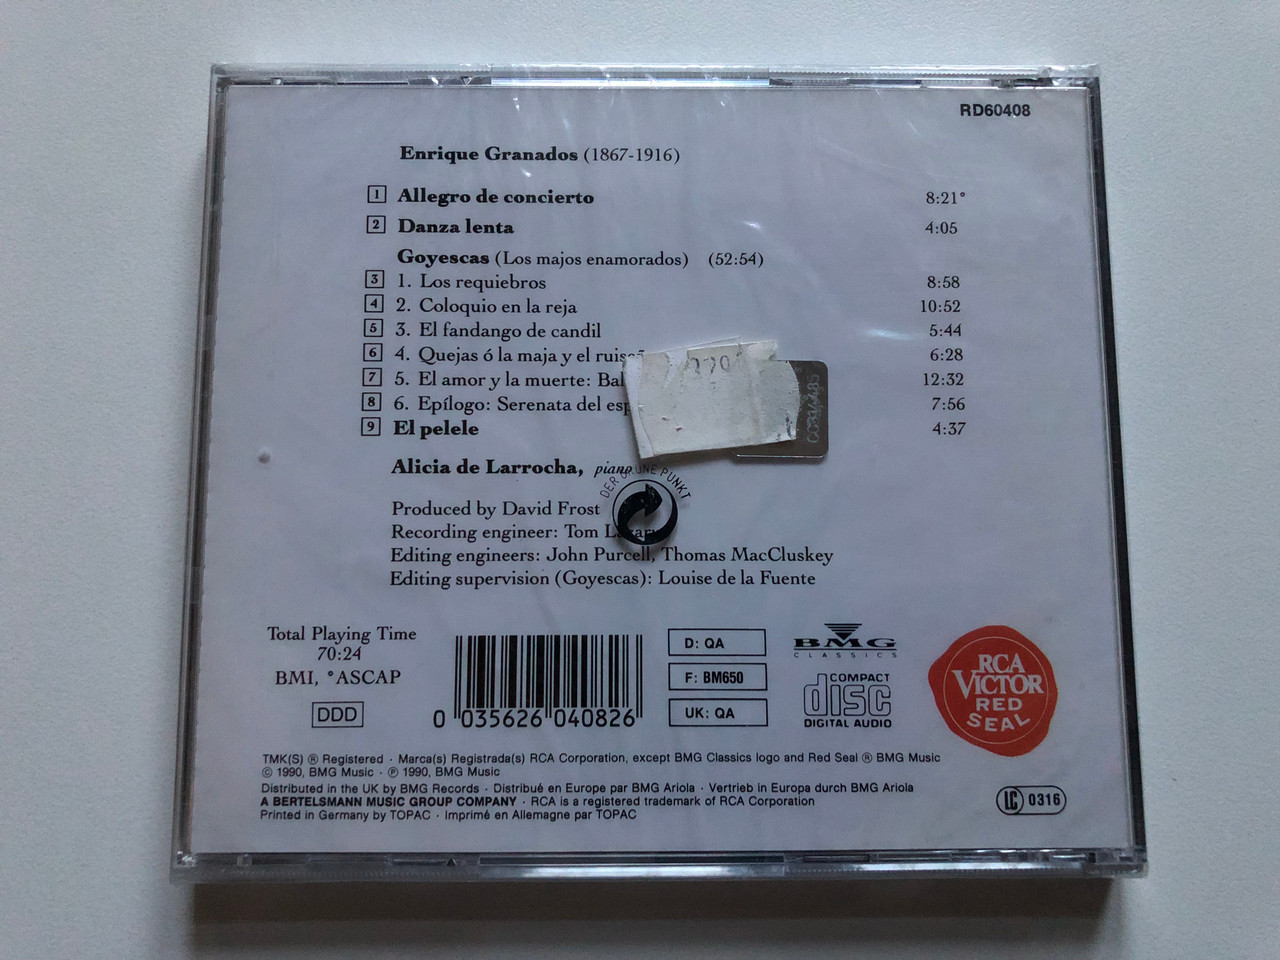 RD60408
Enrique Granados (1867-1916)
1 Allegro de concierto 8:21°
2 Danza lenta 4:05
Goyescas (Los majos enamorados) (52:54)
3 1. Los requiebros 8:58
4 2. Coloquio en la reja 10:52
5 3. El fandango de candil 5:44
6 4. Quejas ó la maja y el 6:28
7 5. El amor y la muerte: 12:32
8 6. Epílogo: Serenata del 7:56
9 El pelele 4:37
Alicia de Larrocha, piano
DER GRÜNE PUNKT
Produced by David Frost
Recording engineer: Tom
Editing engineers: John Purcell, Thomas MacCluskey
Editing supervision (Goyescas): Louise de la Fuente
Total Playing Time
70:24
BMI, °ASCAP
DDD
0 035626 040826
D: QA
F: BM650
UK: QA
BMG
CLASSICS
COMPACT
disc
DIGITAL AUDIO
RCA
VICTOR
RED
SEAL
TMK(S) ® Registered · Marca(s) Registrada(s) RCA Corporation, except BMG Classics logo and Red Seal ® BMG Music
© 1990, BMG Music · ℗ 1990, BMG Music
Distributed in the UK by BMG Records · Distribué en Europe par BMG Ariola · Vertrieb in Europa durch BMG Ariola
A BERTELSMANN MUSIC GROUP COMPANY · RCA is a registered trademark of RCA Corporation
Printed in Germany by TOPAC · Imprimé en Allemagne par TOPAC
LC 0316